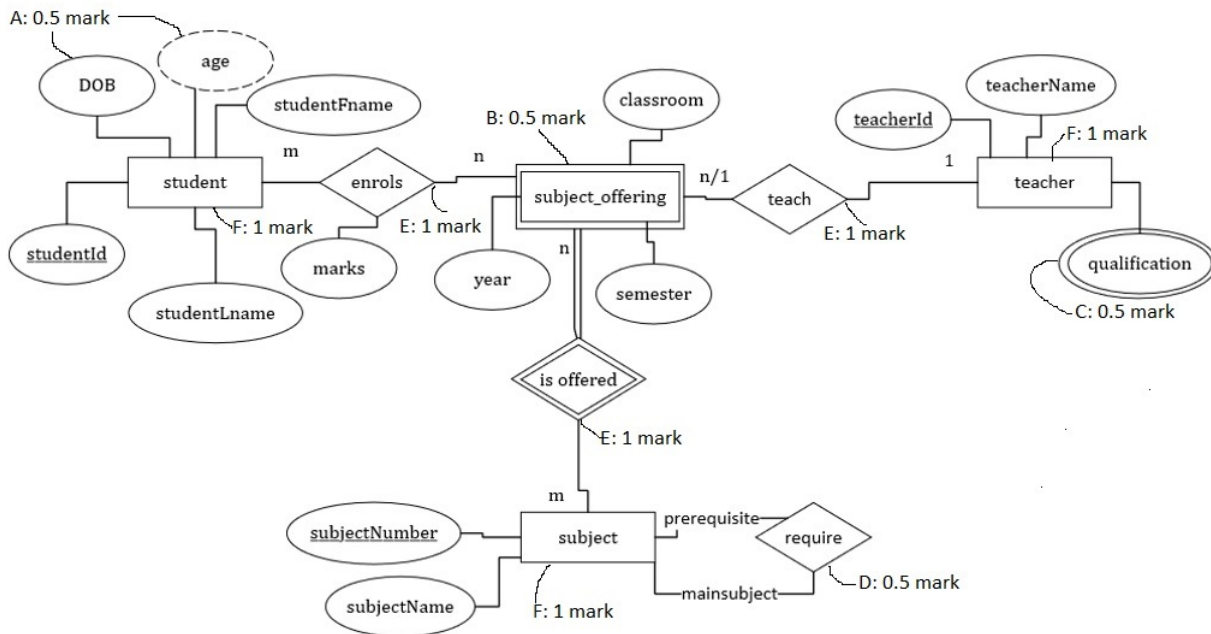 A: 0.5 mark
age
DOB
studentFname
student
studentId
studentLname
F: 1 mark
m
enrols
marks
n
E: 1 mark
B: 0.5 mark
classroom
subject_offering
year
semester
n
n/1
teach
E: 1 mark
1
teacherId
teacherName
F: 1 mark
teacher
qualification
C: 0.5 mark
is offered
E: 1 mark
m
subjectNumber
subjectName
subject
F: 1 mark
prerequisite
require
mainsubject
D: 0.5 mark